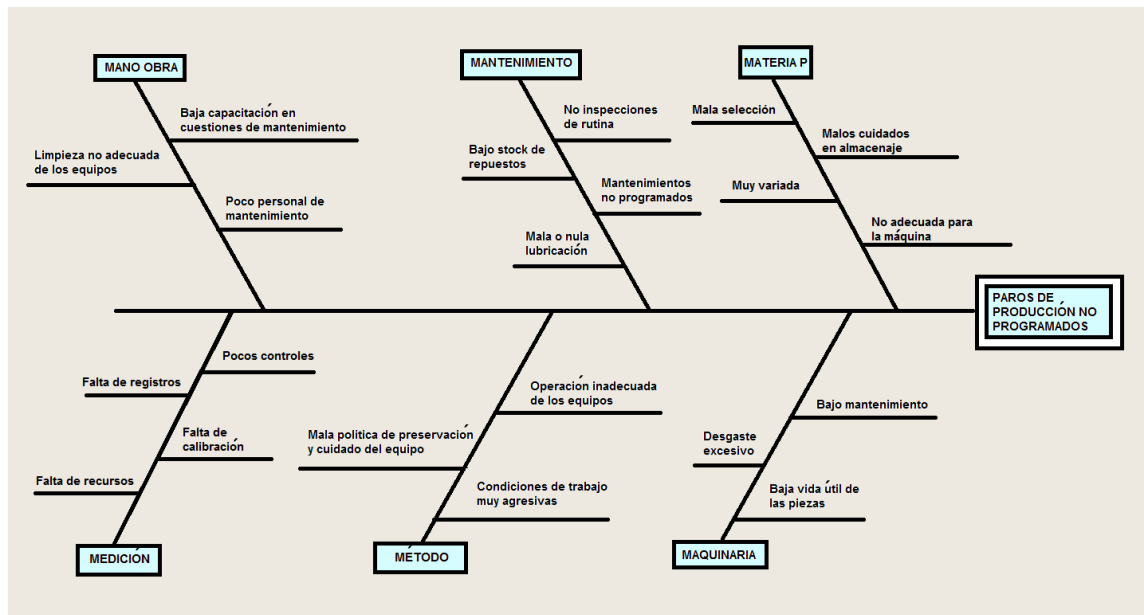 MANO OBRA
MANTENIMIENTO
MATERIA P
Baja capacitación en
cuestiones de mantenimiento
Limpieza no adecuada
de los equipos
Poco personal de
mantenimiento
No inspecciones
de rutina
Bajo stock de
repuestos
Mantenimientos
no programados
Mala o nula
lubricación
Mala selección
Malos cuidados
en almacenaje
Muy variada
No adecuada para
la máquina
PAROS DE
PRODUCCIÓN NO
PROGRAMADOS
Pocos controles
Falta de registros
Falta de
calibración
Falta de recursos
Operación inadecuada
de los equipos
Mala politica de preservación
y cuidado del equipo
Condiciones de trabajo
muy agresivas
Bajo mantenimiento
Desgaste
excesivo
Baja vida útil de
las piezas
MEDICIÓN
MÉTODO
MAQUINARIA